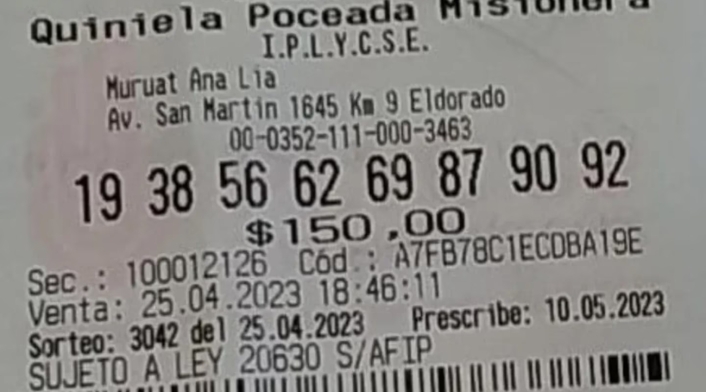 Quiniela Poceada Misionera
I.P.L.Y.C.S.E.
Muruat Ana Lia
Av. San Martin 1645 Km 9 Eldorado
00-0352-111-000-3463
19 38 56 62 69 87 90 92
$150.00
Sec.: 100012126 Cód.: A7FB78C1ECDBA19E
Venta: 25.04.2023 18:46:11
Sorteo: 3042 del 25.04.2023 Prescribe: 10.05.2023
SUJETO A LEY 20630 S/AFIP